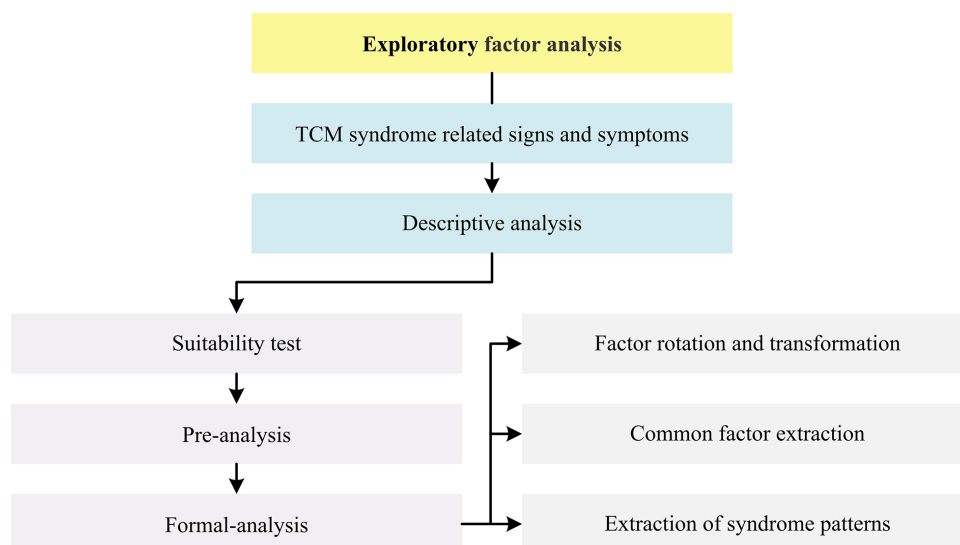 Exploratory factor analysis
TCM syndrome related signs and symptoms
Descriptive analysis
Suitability test
Pre-analysis
Formal-analysis
Factor rotation and transformation
Common factor extraction
Extraction of syndrome patterns